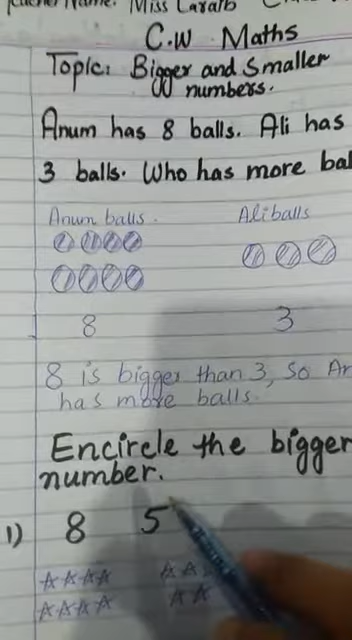 Name: Miss
C.W Maths
Topic: Bigger and Smaller
numbers.
Anum has 8 balls. Ali has
3 balls. Who has more
Anum balls.
Ali balls
8
3
8 is bigger than 3, So
has more balls.
Encircle the bigger
number.
1) 8 5